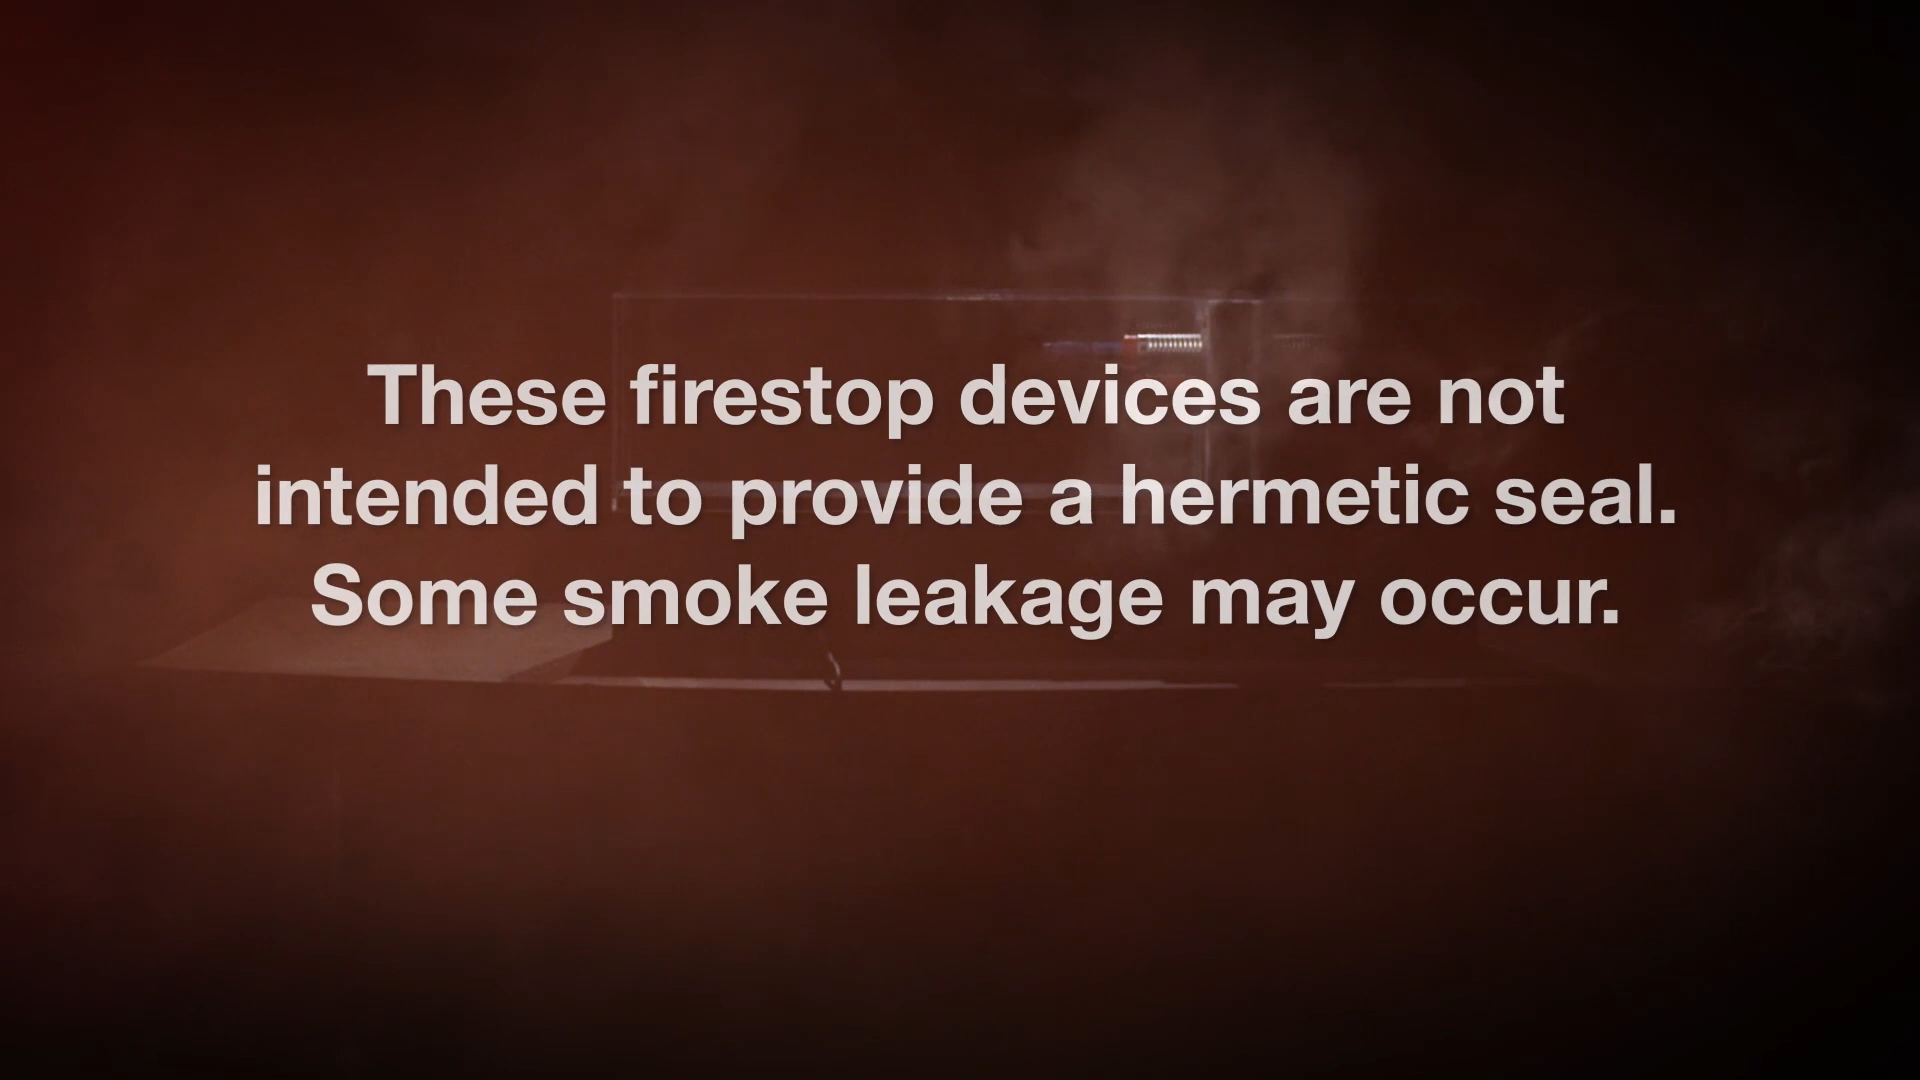 These firestop devices are not
intended to provide a hermetic seal.
Some smoke leakage may occur.